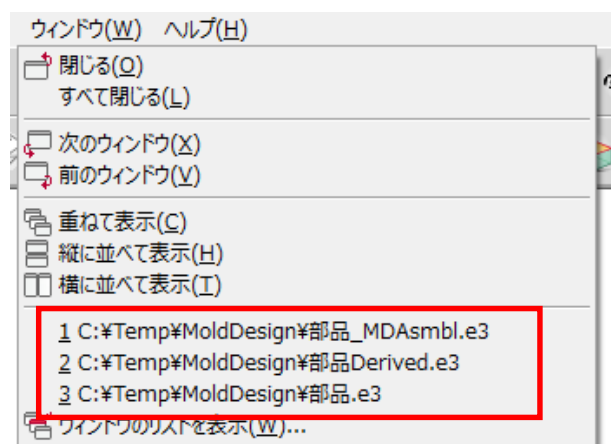 ウィンドウ(W) ヘルプ(H)
閉じる(O)
すべて閉じる(L)
次のウィンドウ(X)
前のウィンドウ(V)
重ねて表示(C)
縦に並べて表示(H)
横に並べて表示(T)
1 C:¥Temp¥MoldDesign¥部品_MDAsmbl.e3
2 C:¥Temp¥MoldDesign¥部品Derived.e3
3 C:¥Temp¥MoldDesign¥部品.e3
ウィンドウのリストを表示(W)...